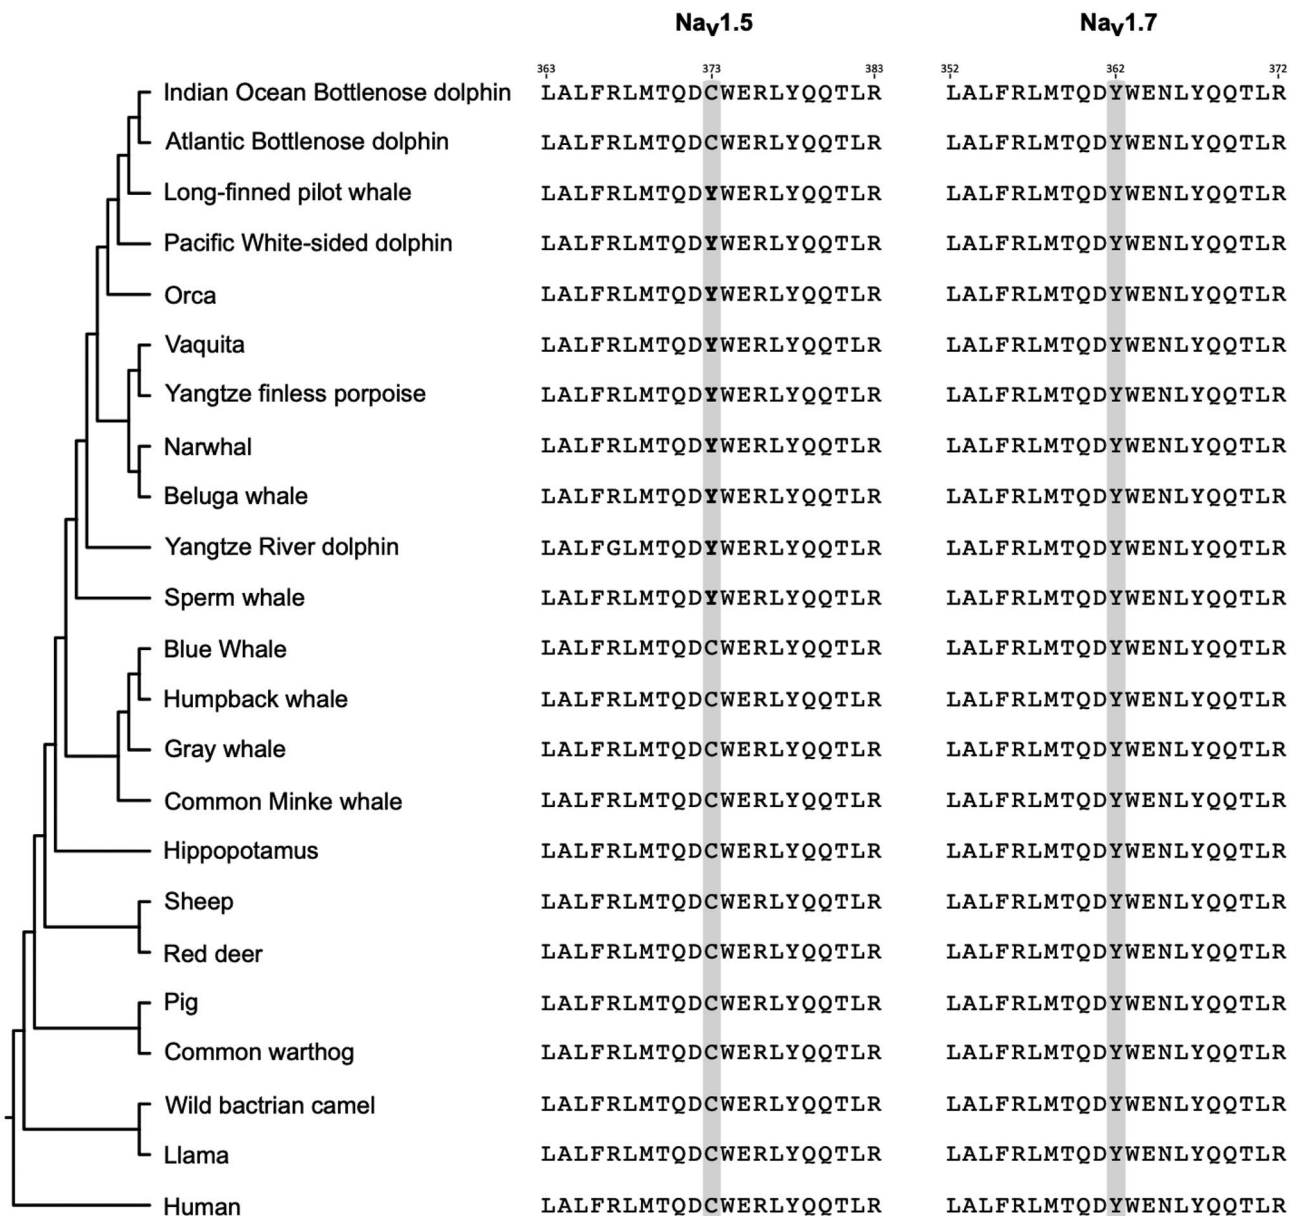 Nav1.5 Nav1.7
363 373 383 352 362 372
Indian Ocean Bottlenose dolphin LALFRLMTQDCWERLYQQTLR LALFRLMTQDYWENLYQQTLR
Atlantic Bottlenose dolphin LALFRLMTQDCWERLYQQTLR LALFRLMTQDYWENLYQQTLR
Long-finned pilot whale LALFRLMTQDYWERLYQQTLR LALFRLMTQDYWENLYQQTLR
Pacific White-sided dolphin LALFRLMTQDYWERLYQQTLR LALFRLMTQDYWENLYQQTLR
Orca LALFRLMTQDYWERLYQQTLR LALFRLMTQDYWENLYQQTLR
Vaquita LALFRLMTQDYWERLYQQTLR LALFRLMTQDYWENLYQQTLR
Yangtze finless porpoise LALFRLMTQDYWERLYQQTLR LALFRLMTQDYWENLYQQTLR
Narwhal LALFRLMTQDYWERLYQQTLR LALFRLMTQDYWENLYQQTLR
Beluga whale LALFRLMTQDYWERLYQQTLR LALFRLMTQDYWENLYQQTLR
Yangtze River dolphin LALFGLMTQDYWERLYQQTLR LALFRLMTQDYWENLYQQTLR
Sperm whale LALFRLMTQDYWERLYQQTLR LALFRLMTQDYWENLYQQTLR
Blue Whale LALFRLMTQDCWERLYQQTLR LALFRLMTQDYWENLYQQTLR
Humpback whale LALFRLMTQDCWERLYQQTLR LALFRLMTQDYWENLYQQTLR
Gray whale LALFRLMTQDCWERLYQQTLR LALFRLMTQDYWENLYQQTLR
Common Minke whale LALFRLMTQDCWERLYQQTLR LALFRLMTQDYWENLYQQTLR
Hippopotamus LALFRLMTQDCWERLYQQTLR LALFRLMTQDYWENLYQQTLR
Sheep LALFRLMTQDCWERLYQQTLR LALFRLMTQDYWENLYQQTLR
Red deer LALFRLMTQDCWERLYQQTLR LALFRLMTQDYWENLYQQTLR
Pig LALFRLMTQDCWERLYQQTLR LALFRLMTQDYWENLYQQTLR
Common warthog LALFRLMTQDCWERLYQQTLR LALFRLMTQDYWENLYQQTLR
Wild bactrian camel LALFRLMTQDCWERLYQQTLR LALFRLMTQDYWENLYQQTLR
Llama LALFRLMTQDCWERLYQQTLR LALFRLMTQDYWENLYQQTLR
Human LALFRLMTQDCWERLYQQTLR LALFRLMTQDYWENLYQQTLR